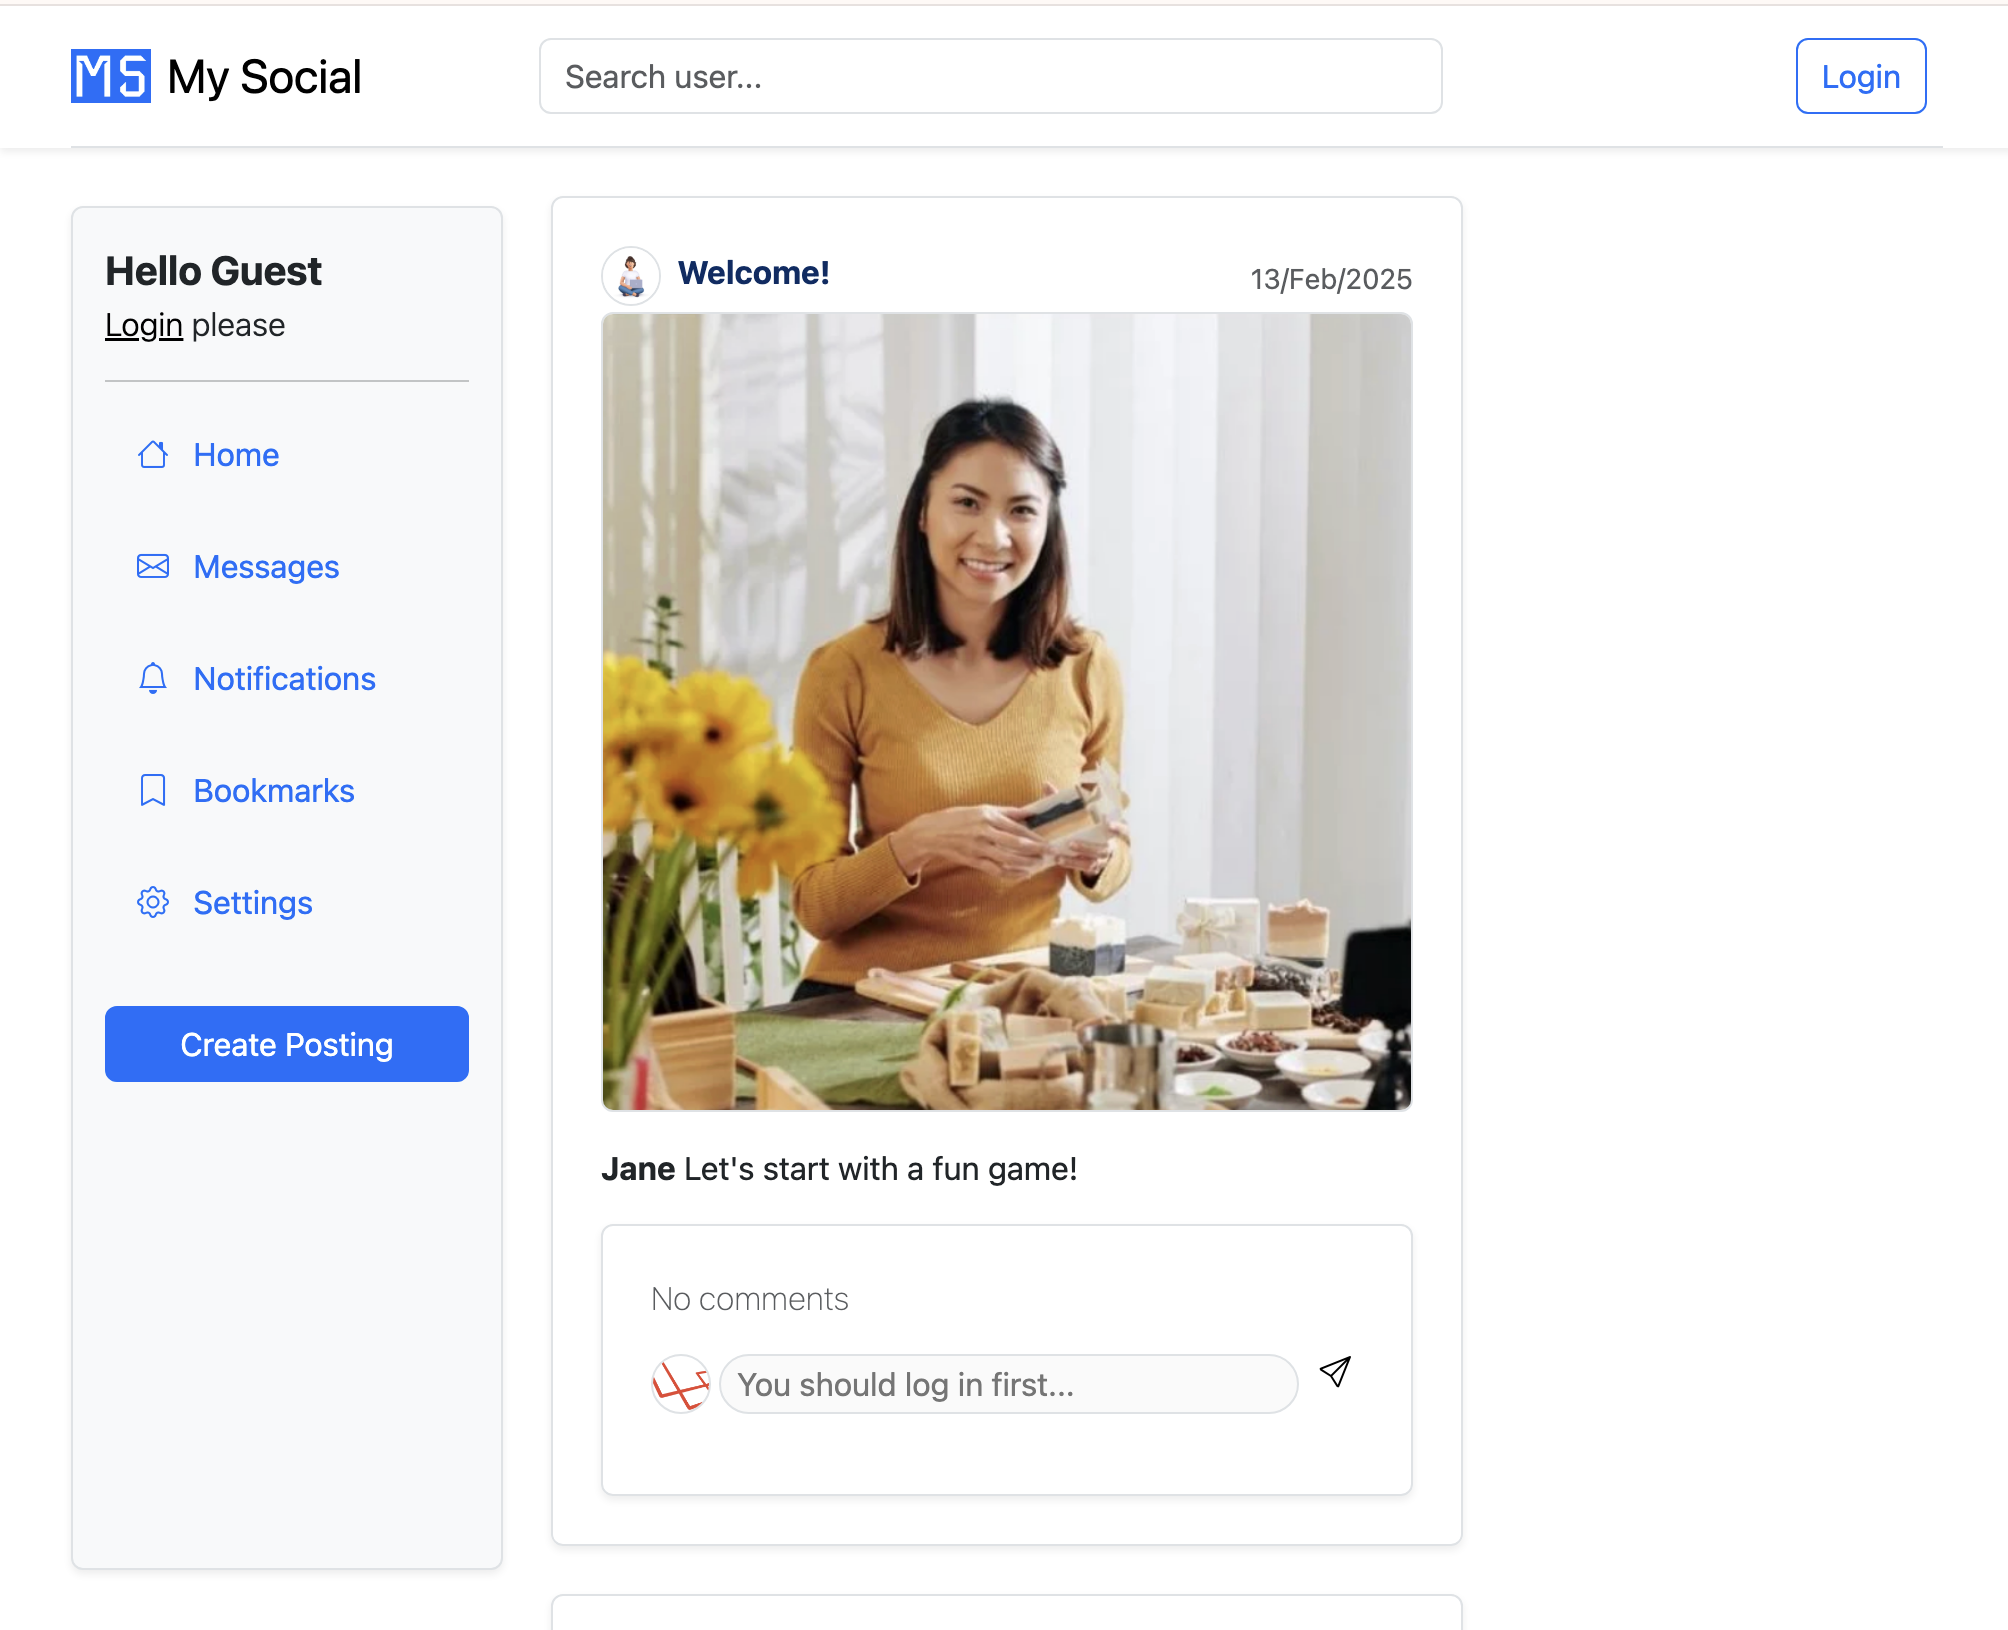 MS My Social
Search user...
Login
Hello Guest
Login please
Home
Messages
Notifications
Bookmarks
Settings
Create Posting
Welcome!
13/Feb/2025
Jane Let's start with a fun game!
No comments
You should log in first...